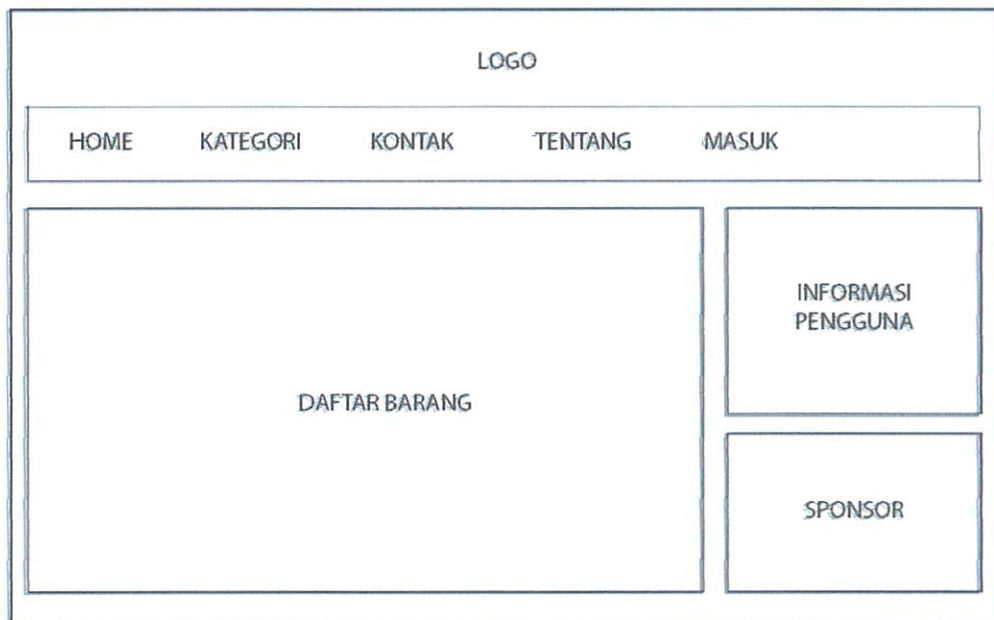 LOGO
HOME KATEGORI KONTAK TENTANG MASUK
DAFTAR BARANG
INFORMASI
PENGGUNA
SPONSOR